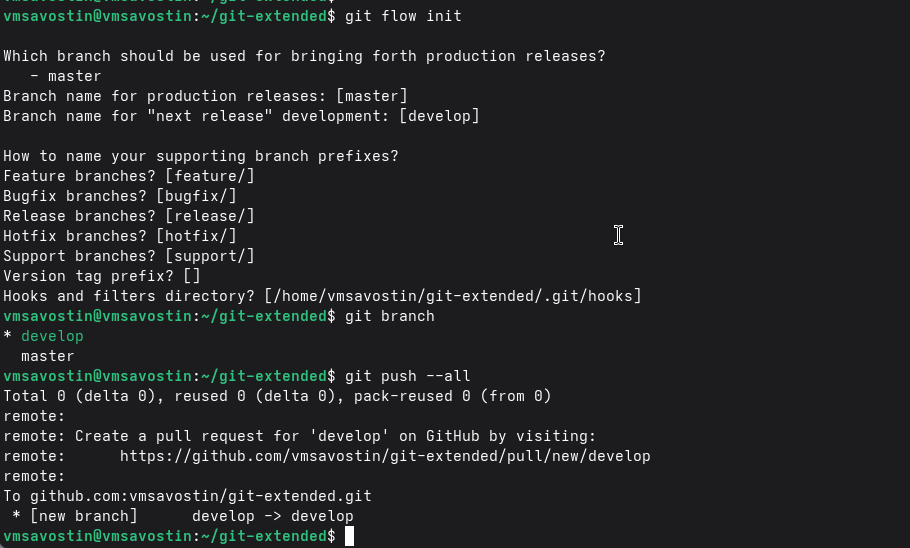 vmsavostin@vmsavostin:~/git-extended$ git flow init

Which branch should be used for bringing forth production releases?
   - master
Branch name for production releases: [master]
Branch name for "next release" development: [develop]

How to name your supporting branch prefixes?
Feature branches? [feature/]
Bugfix branches? [bugfix/]
Release branches? [release/]
Hotfix branches? [hotfix/]
Support branches? [support/]
Version tag prefix? []
Hooks and filters directory? [/home/vmsavostin/git-extended/.git/hooks]
vmsavostin@vmsavostin:~/git-extended$ git branch
* develop
  master
vmsavostin@vmsavostin:~/git-extended$ git push --all
Total 0 (delta 0), reused 0 (delta 0), pack-reused 0 (from 0)
remote:
remote: Create a pull request for 'develop' on GitHub by visiting:
remote:      https://github.com/vmsavostin/git-extended/pull/new/develop
remote:
To github.com:vmsavostin/git-extended.git
 * [new branch]      develop -> develop
vmsavostin@vmsavostin:~/git-extended$